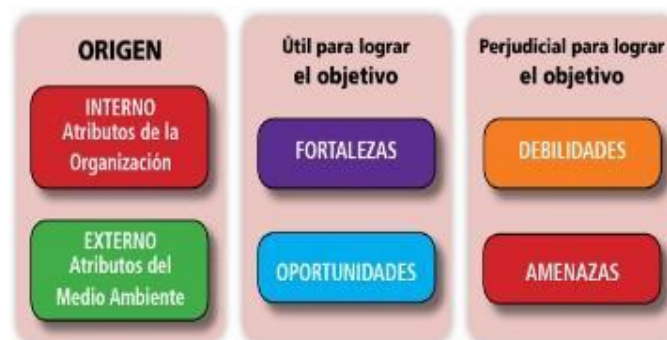 ORIGEN
INTERNO
Atributos de la
Organización
EXTERNO
Atributos del
Medio Ambiente
Útil para lograr
el objetivo
FORTALEZAS
OPORTUNIDADES
Perjudicial para lograr
el objetivo
DEBILIDADES
AMENAZAS